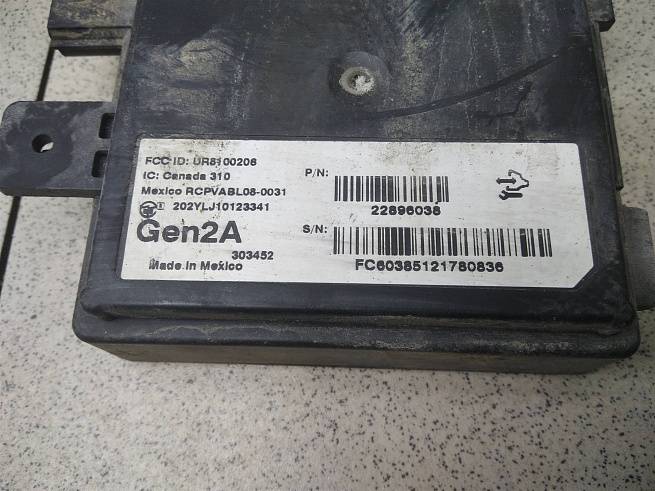 FCC ID: UR8100206
IC: Canada 310
Mexico RCPVABL08-0031
202YLJ10123341
Gen2A
303452
Made in Mexico
P/N:
22896038
S/N:
FC60385121780836